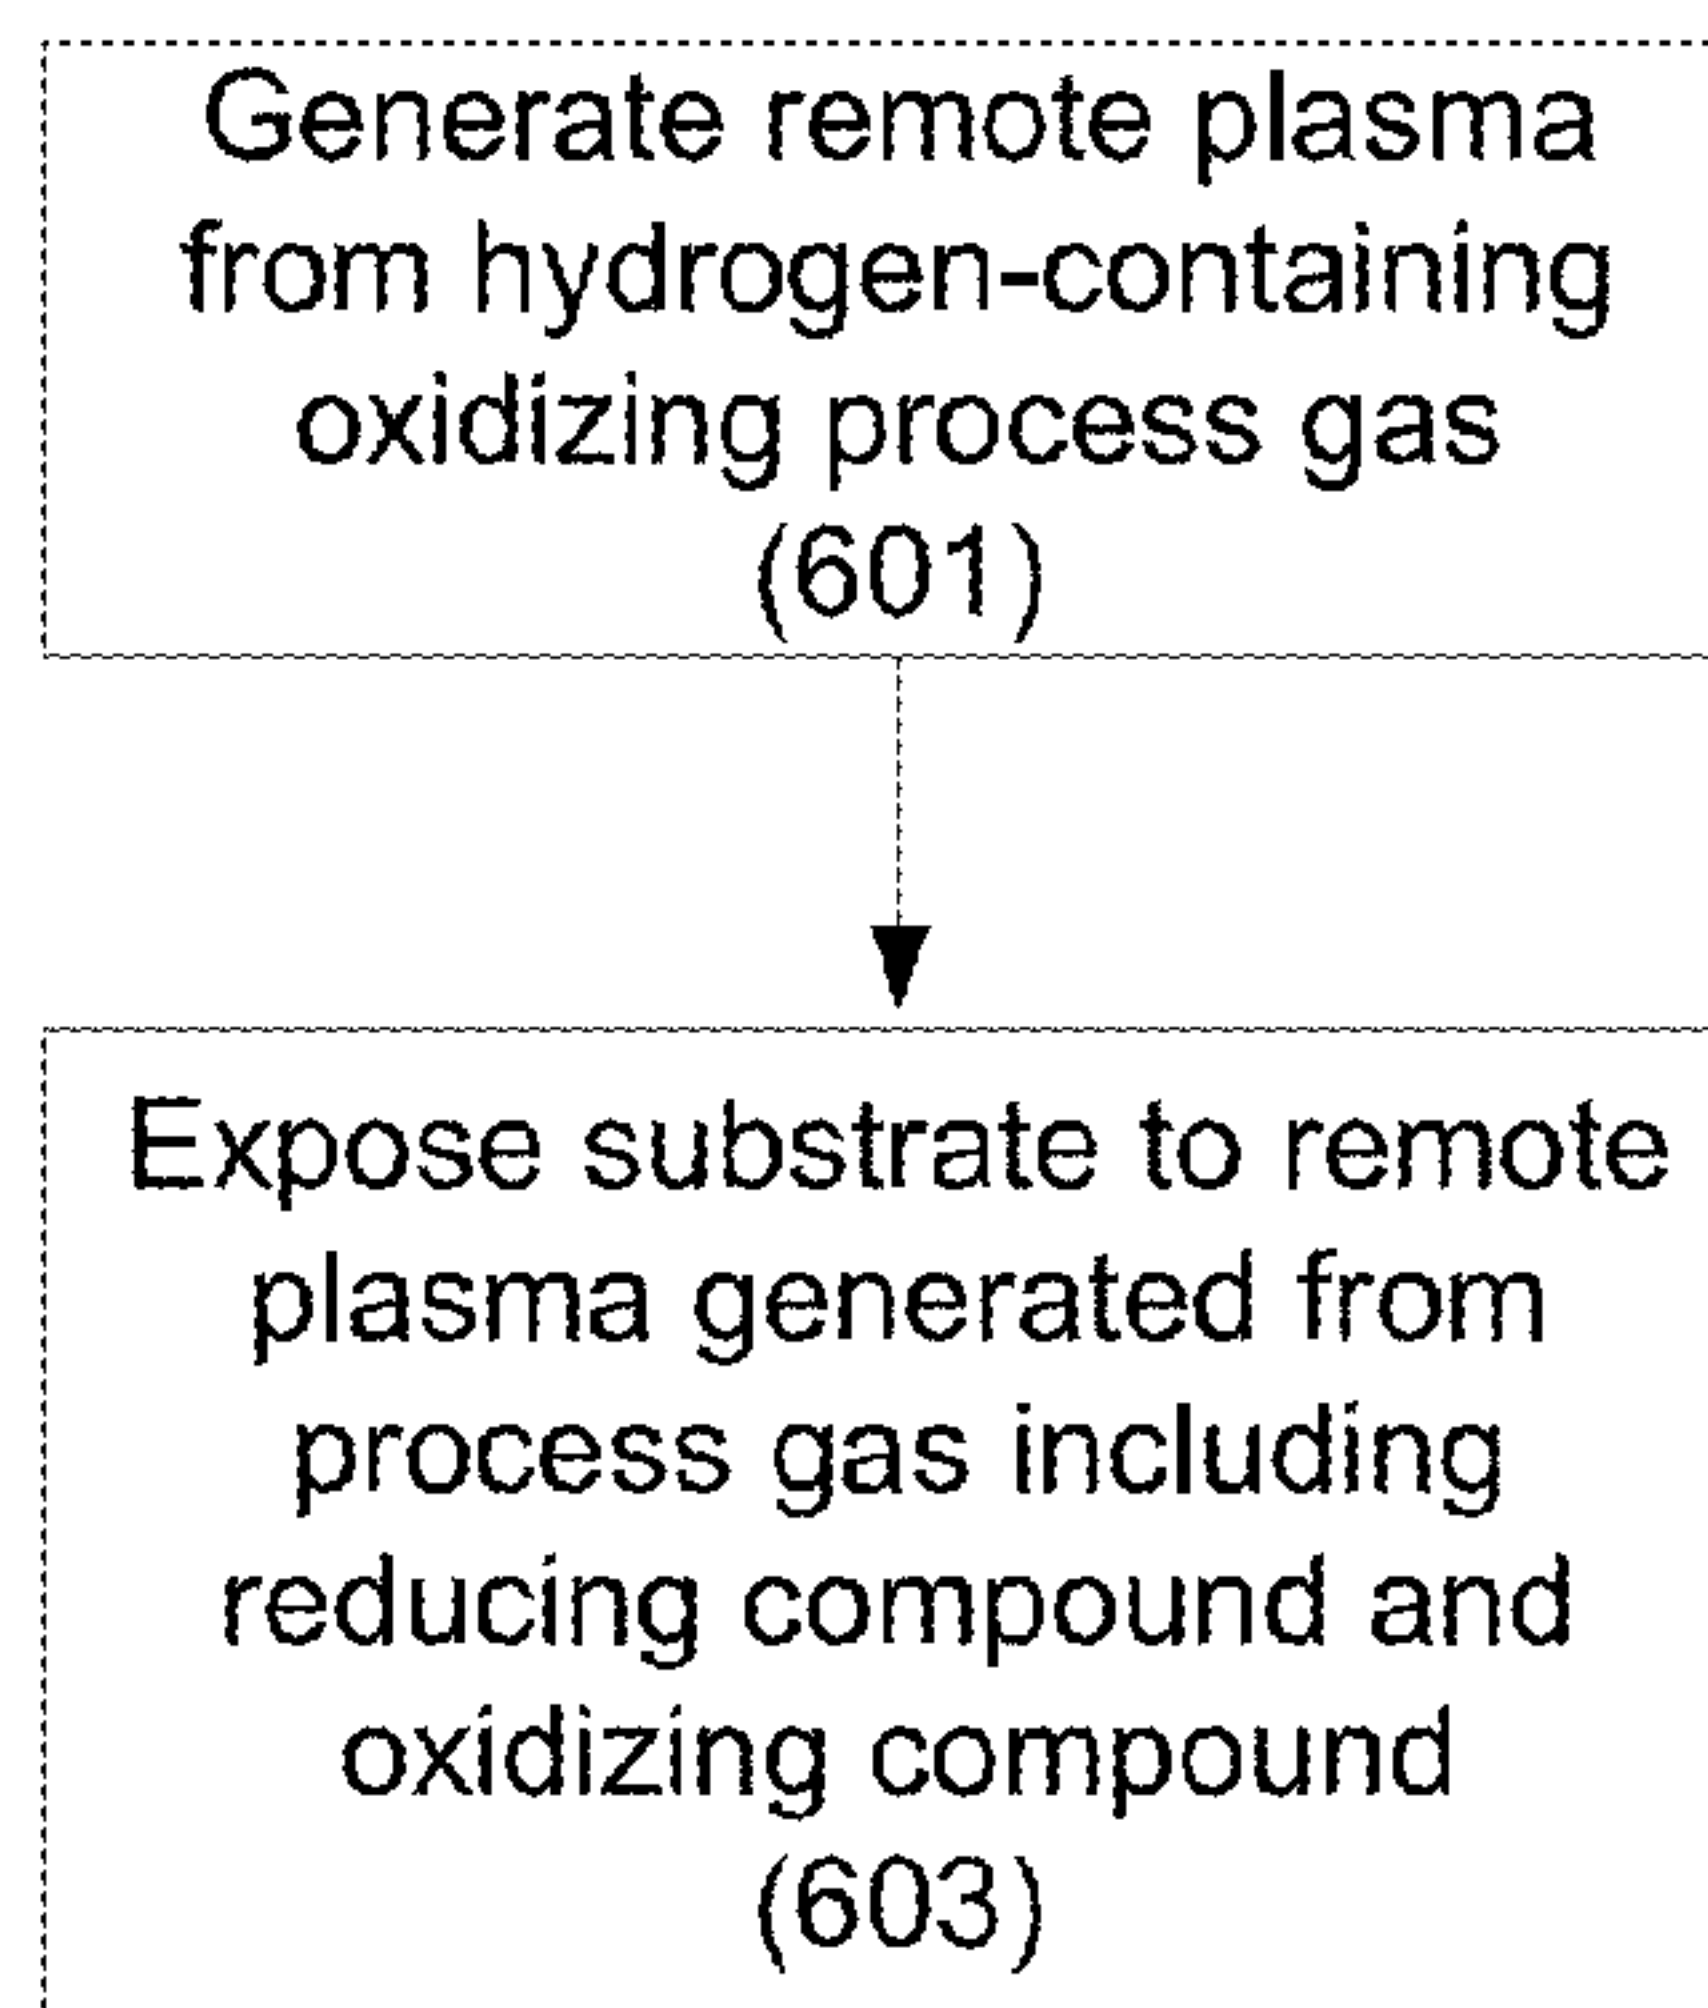 Generate remote plasma
from hydrogen-containing
oxidizing process gas
(601)
Expose substrate to remote
plasma generated from
process gas including
reducing compound and
oxidizing compound
(603)